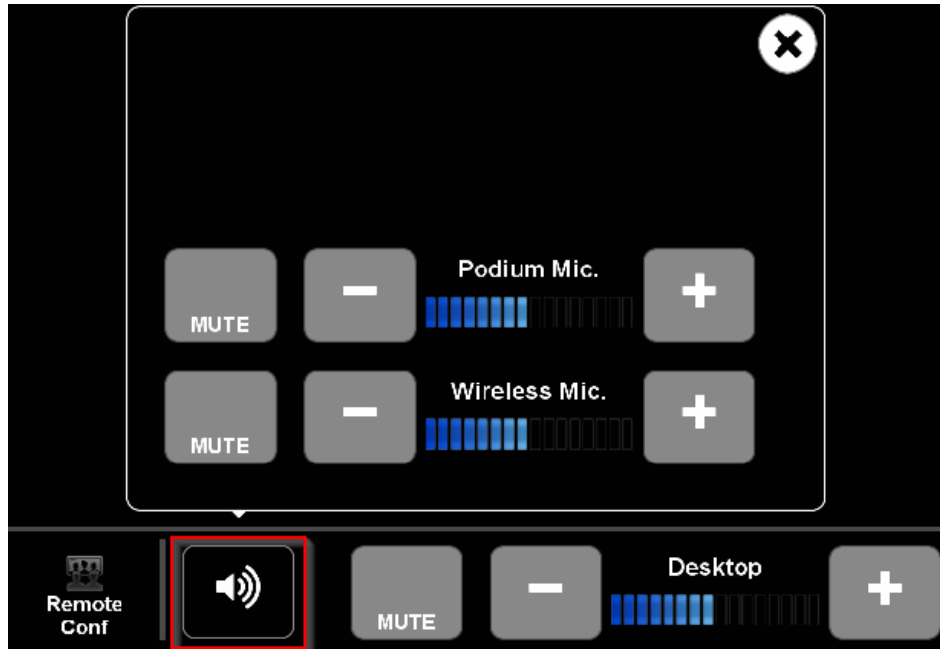 Podium Mic.
MUTE
Wireless Mic.
MUTE
Remote
Conf
MUTE
Desktop